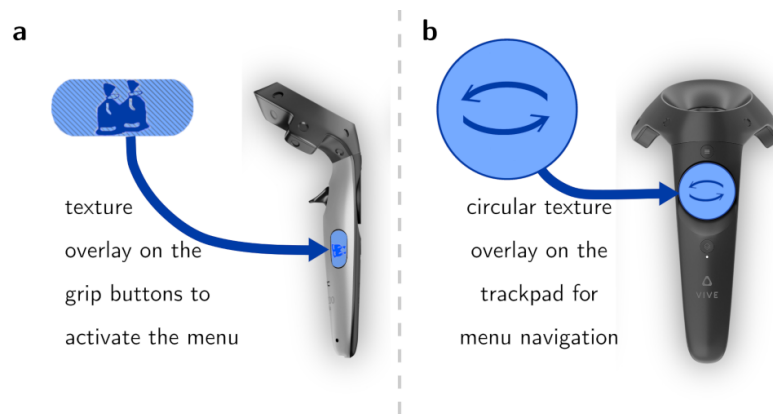 a
texture
overlay on the
grip buttons to
activate the menu
b
circular texture
overlay on the
trackpad for
menu navigation
VIVE